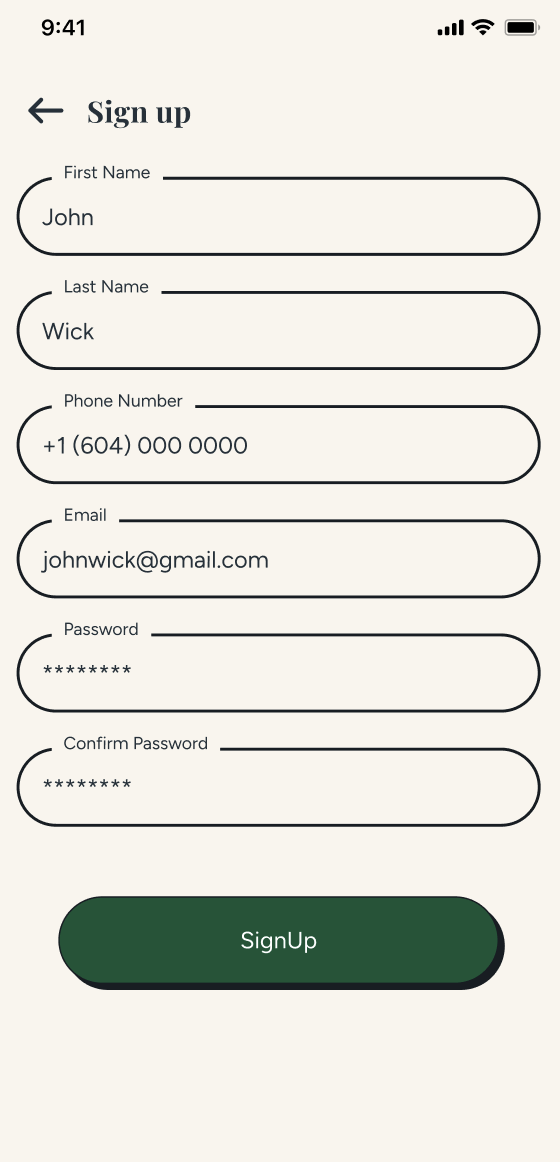 9:41
Sign up
First Name
John
Last Name
Wick
Phone Number
+1 (604) 000 0000
Email
johnwick@gmail.com
Password
********
Confirm Password
********
SignUp